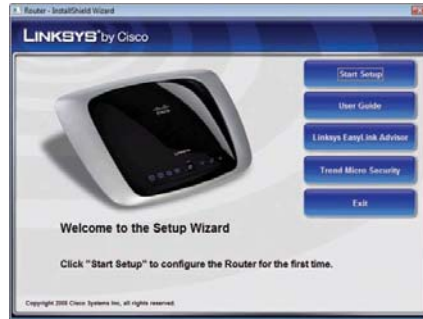 Router - InstallShield Wizard
LINKSYS by Cisco
Start Setup
User Guide
Linksys EasyLink Advisor
Trend Micro Security
Exit
Welcome to the Setup Wizard
Click "Start Setup" to configure the Router for the first time.
Copyright 2008 Cisco Systems Inc, all rights reserved.